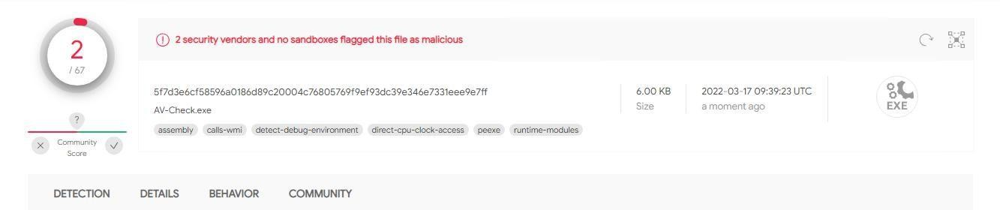 2
/ 67
?
Community
Score
2 security vendors and no sandboxes flagged this file as malicious
5f7d3e6cf58596a0186d89c20004c76805769f9ef93dc39e346e7331eee9e7ff
AV-Check.exe
assembly calls-wmi detect-debug-environment direct-cpu-clock-access peexe runtime-modules
6.00 KB
Size
2022-03-17 09:39:23 UTC
a moment ago
EXE
DETECTION DETAILS BEHAVIOR COMMUNITY